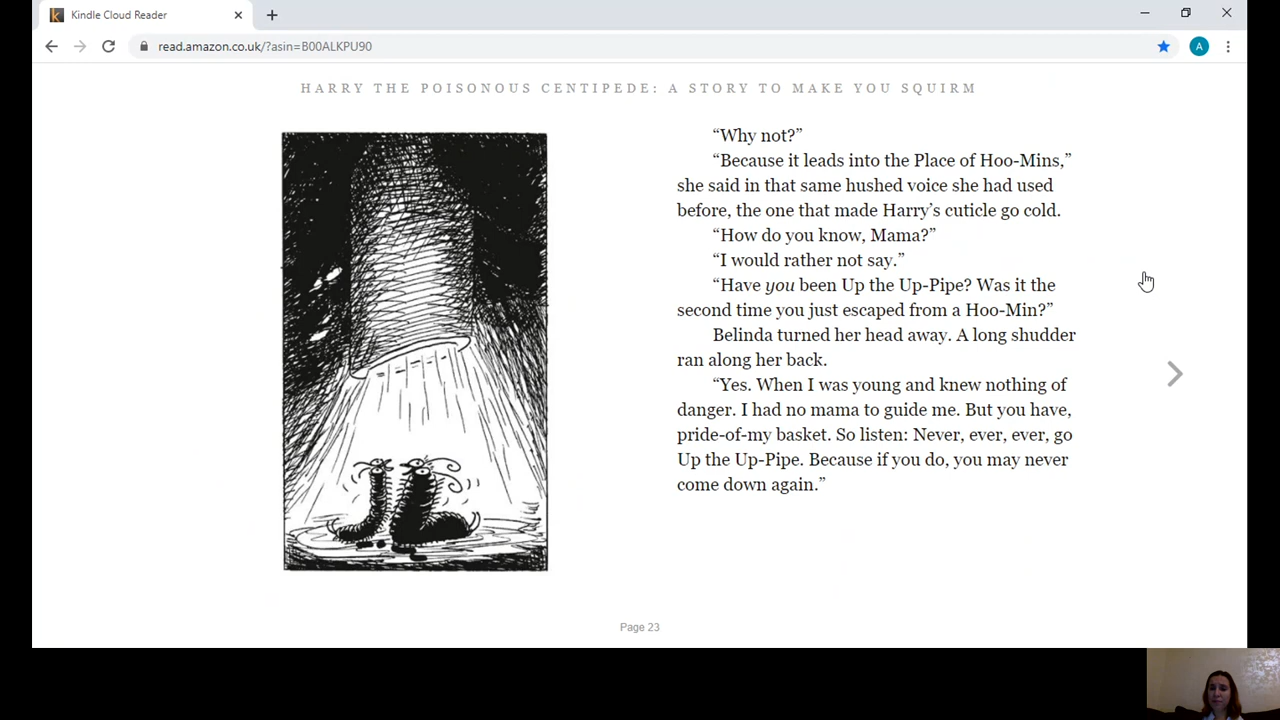 Kindle Cloud Reader
read.amazon.co.uk/?asin=B00ALKPU90
A
HARRY THE POISONOUS CENTIPEDE: A STORY TO MAKE YOU SQUIRM
“Why not?”
“Because it leads into the Place of Hoo-Mins,”
she said in that same hushed voice she had used
before, the one that made Harry’s cuticle go cold.
“How do you know, Mama?”
“I would rather not say.”
“Have you been Up the Up-Pipe? Was it the
second time you just escaped from a Hoo-Min?”
Belinda turned her head away. A long shudder
ran along her back.
“Yes. When I was young and knew nothing of
danger. I had no mama to guide me. But you have,
pride-of-my basket. So listen: Never, ever, ever, go
Up the Up-Pipe. Because if you do, you may never
come down again.”
Page 23